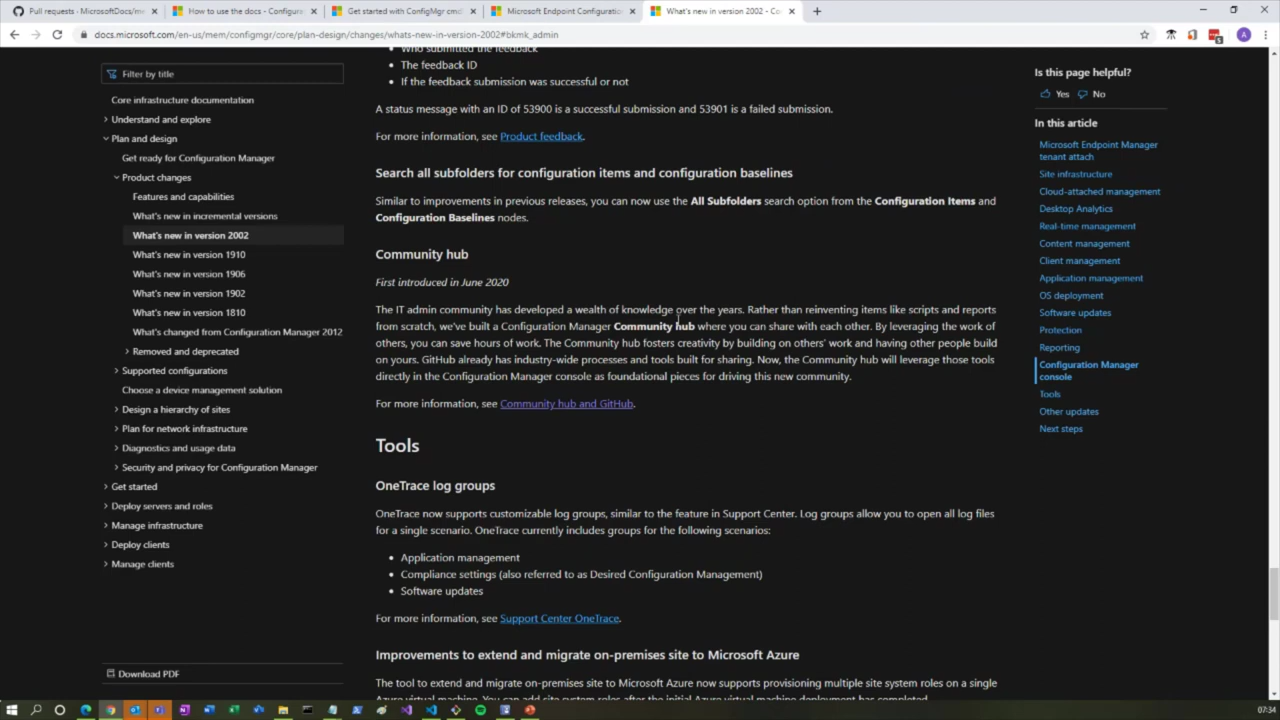 Pull requests · MicrosoftDocs/me
How to use the docs - Configura
Get started with ConfigMgr cmd
Microsoft Endpoint Configuration
What's new in version 2002 - Co
docs.microsoft.com/en-us/mem/configmgr/core/plan-design/changes/whats-new-in-version-2002#bkmk_admin
A
Filter by title
Core infrastructure documentation
Understand and explore
Plan and design
Get ready for Configuration Manager
Product changes
Features and capabilities
What's new in incremental versions
What's new in version 2002
What's new in version 1910
What's new in version 1906
What's new in version 1902
What's new in version 1810
What's changed from Configuration Manager 2012
Removed and deprecated
Supported configurations
Choose a device management solution
Design a hierarchy of sites
Plan for network infrastructure
Diagnostics and usage data
Security and privacy for Configuration Manager
Get started
Deploy servers and roles
Manage infrastructure
Deploy clients
Manage clients
Download PDF
Who submitted the feedback
The feedback ID
If the feedback submission was successful or not
A status message with an ID of 53900 is a successful submission and 53901 is a failed submission.
For more information, see Product feedback.
Search all subfolders for configuration items and configuration baselines
Similar to improvements in previous releases, you can now use the All Subfolders search option from the Configuration Items and
Configuration Baselines nodes.
Community hub
First introduced in June 2020
The IT admin community has developed a wealth of knowledge over the years. Rather than reinventing items like scripts and reports
from scratch, we've built a Configuration Manager Community hub where you can share with each other. By leveraging the work of
others, you can save hours of work. The Community hub fosters creativity by building on others' work and having other people build
on yours. GitHub already has industry-wide processes and tools built for sharing. Now, the Community hub will leverage those tools
directly in the Configuration Manager console as foundational pieces for driving this new community.
For more information, see Community hub and GitHub.
Tools
OneTrace log groups
OneTrace now supports customizable log groups, similar to the feature in Support Center. Log groups allow you to open all log files
for a single scenario. OneTrace currently includes groups for the following scenarios:
Application management
Compliance settings (also referred to as Desired Configuration Management)
Software updates
For more information, see Support Center OneTrace.
Improvements to extend and migrate on-premises site to Microsoft Azure
The tool to extend and migrate on-premises site to Microsoft Azure now supports provisioning multiple site system roles on a single
Azure virtual machine. You can add site system roles after the initial Azure virtual machine deployment has completed.
Is this page helpful?
Yes No
In this article
Microsoft Endpoint Manager
tenant attach
Site infrastructure
Cloud-attached management
Desktop Analytics
Real-time management
Content management
Client management
Application management
OS deployment
Software updates
Protection
Reporting
Configuration Manager
console
Tools
Other updates
Next steps
07:34